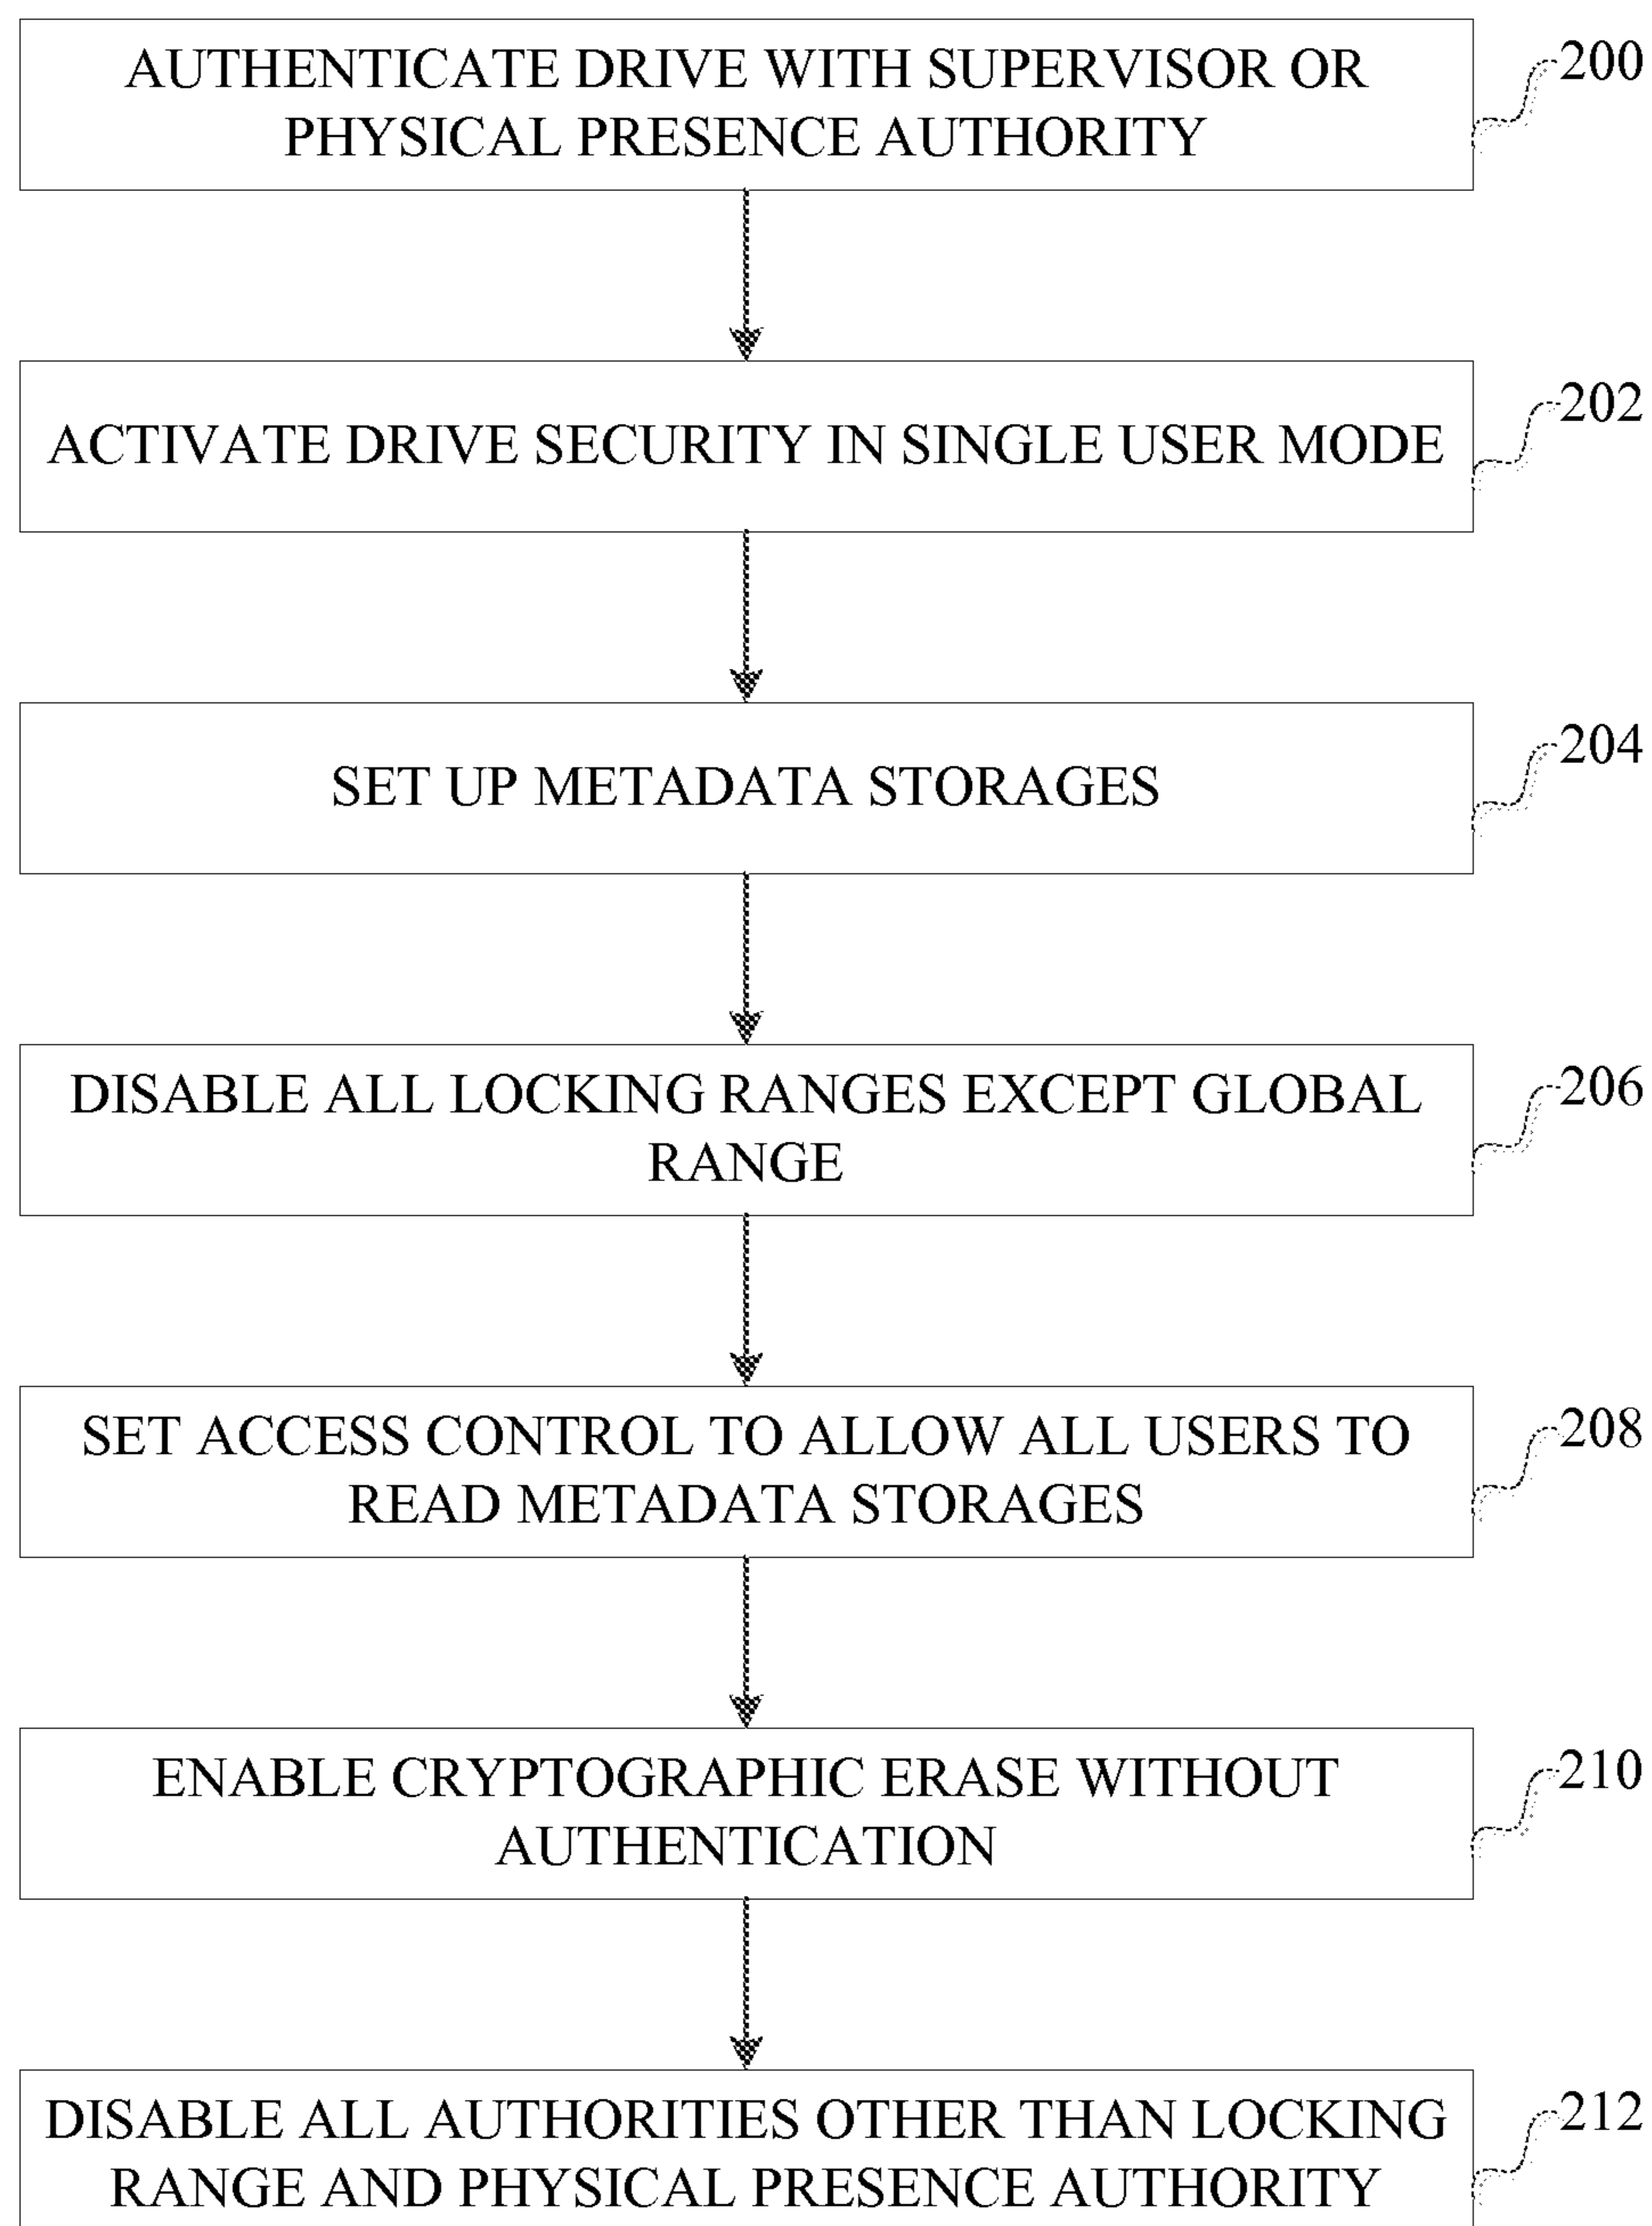 AUTHENTICATE DRIVE WITH SUPERVISOR OR
PHYSICAL PRESENCE AUTHORITY
200
ACTIVATE DRIVE SECURITY IN SINGLE USER MODE
202
SET UP METADATA STORAGES
204
DISABLE ALL LOCKING RANGES EXCEPT GLOBAL
RANGE
206
SET ACCESS CONTROL TO ALLOW ALL USERS TO
READ METADATA STORAGES
208
ENABLE CRYPTOGRAPHIC ERASE WITHOUT
AUTHENTICATION
210
DISABLE ALL AUTHORITIES OTHER THAN LOCKING
RANGE AND PHYSICAL PRESENCE AUTHORITY
212